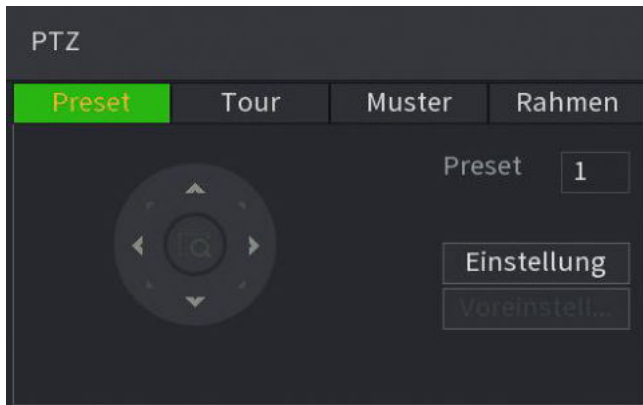 PTZ
Preset Tour Muster Rahmen
Preset 1
Einstellung
Voreinstell...